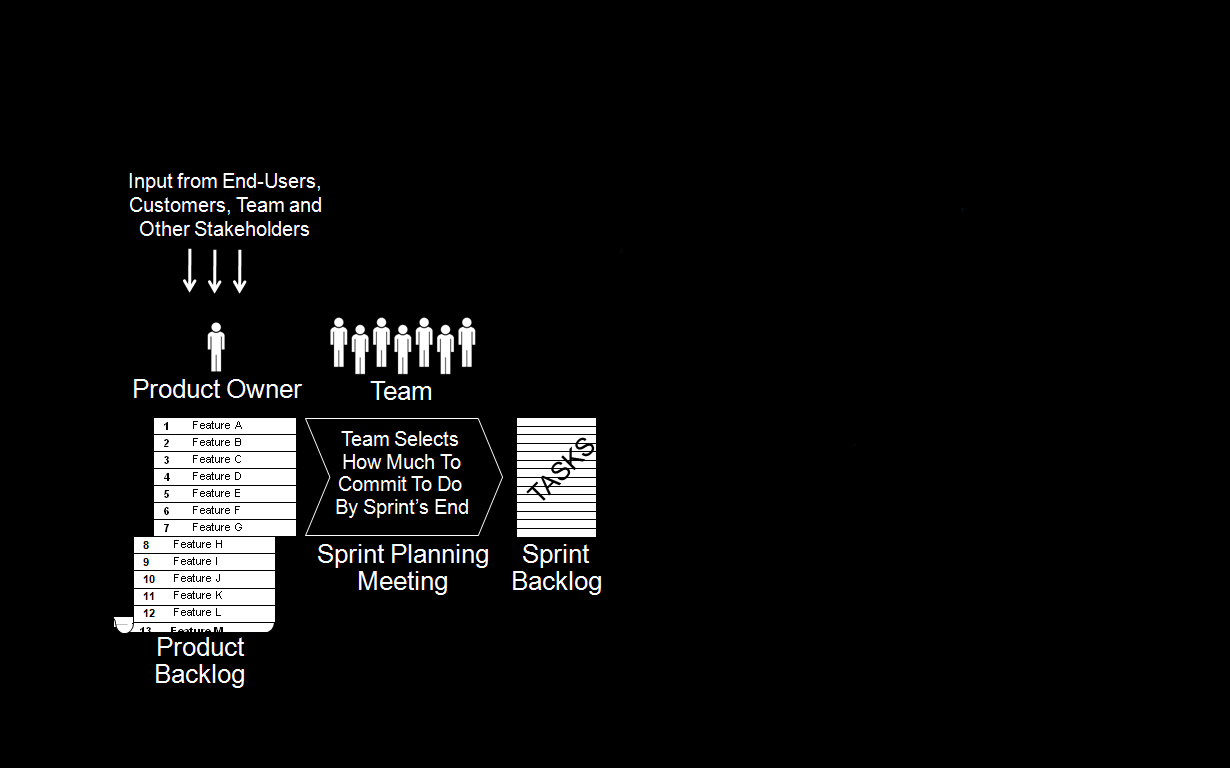 Input from End-Users,
Customers, Team and
Other Stakeholders
Product Owner
Team
1 Feature A
2 Feature B
3 Feature C
4 Feature D
5 Feature E
6 Feature F
7 Feature G
8 Feature H
9 Feature I
10 Feature J
11 Feature K
12 Feature L
13 Feature M
Product
Backlog
Team Selects
How Much To
Commit To Do
By Sprint’s End
Sprint Planning
Meeting
TASKS
Sprint
Backlog